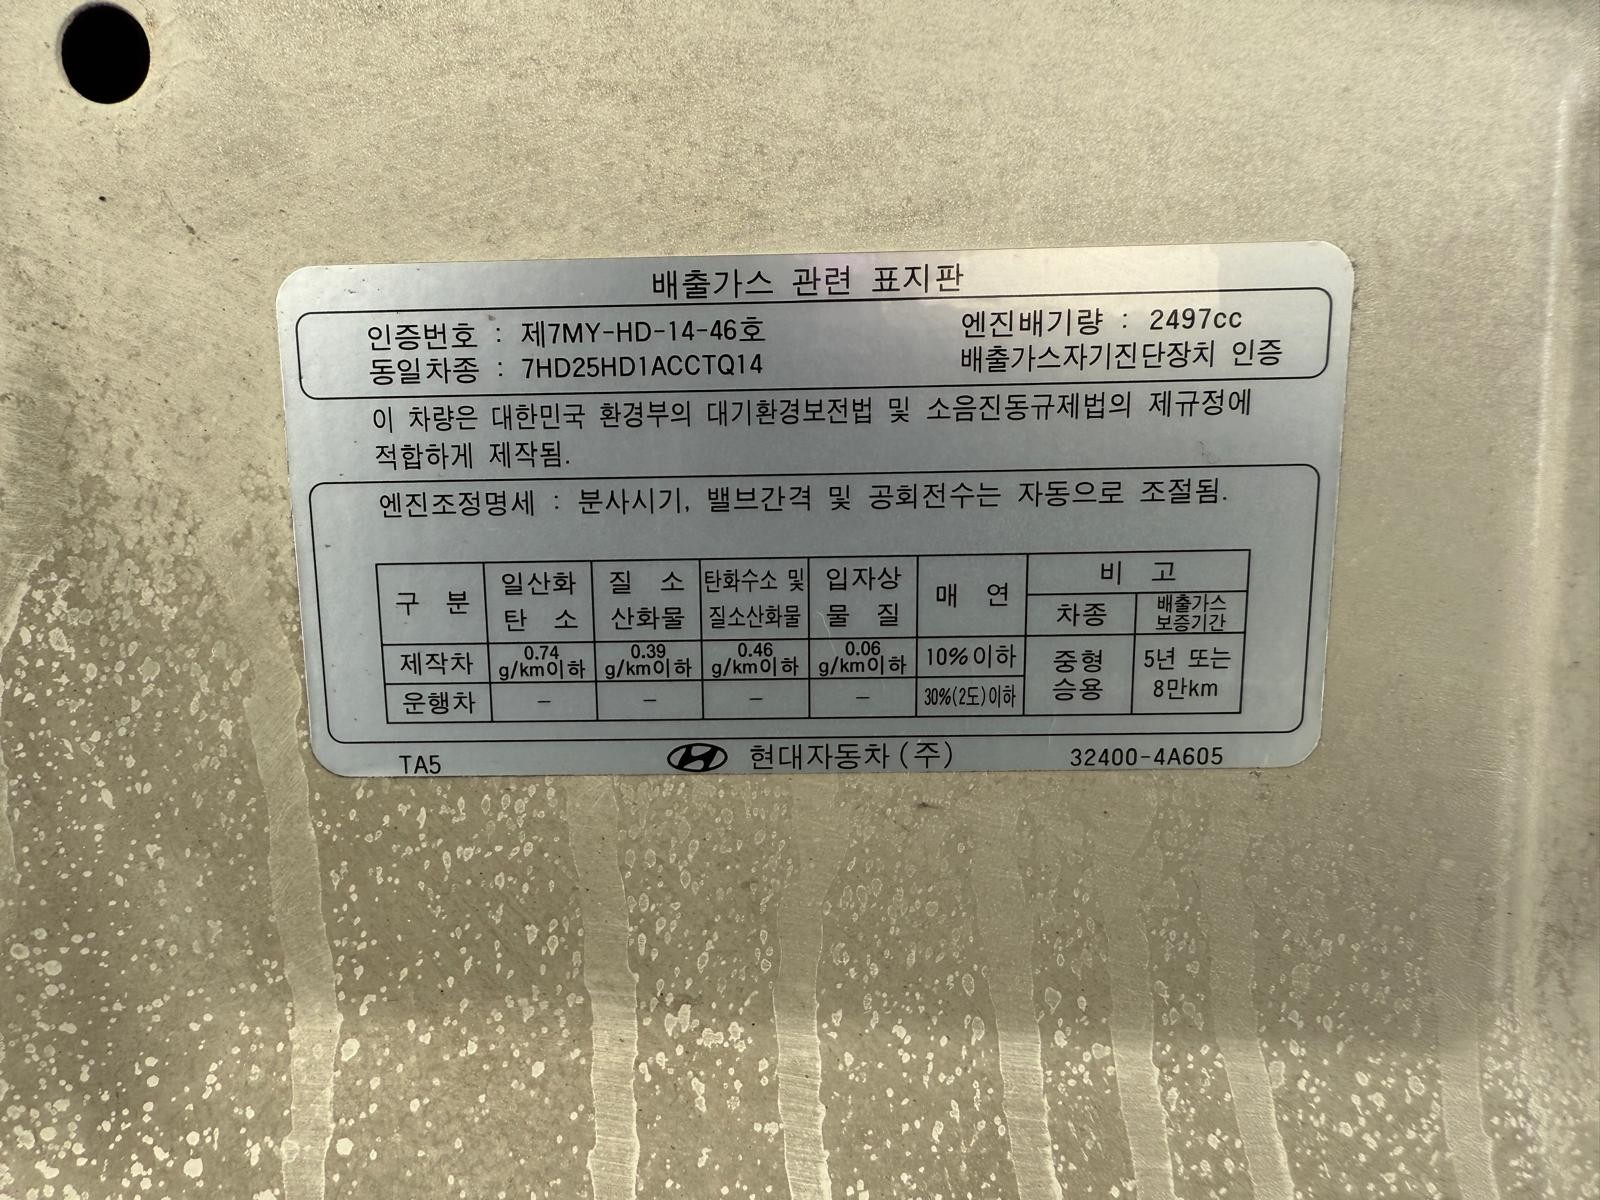 배출가스 관련 표지판
인증번호 : 제7MY-HD-14-46호 엔진배기량 : 2497cc
동일차종 : 7HD25HD1ACCTQ14 배출가스자기진단장치 인증
이 차량은 대한민국 환경부의 대기환경보전법 및 소음진동규제법의 제규정에
적합하게 제작됨.
엔진조정명세 : 분사시기, 밸브간격 및 공회전수는 자동으로 조절됨.
구 분 일산화 탄 소 질 소 산화물 탄화수소 및 질소산화물 입자상 물 질 매 연 비 고
차종 배출가스 보증기간
제작차 0.74 g/km이하 0.39 g/km이하 0.46 g/km이하 0.06 g/km이하 10%이하 중형 승용 5년 또는 8만km
운행차 – – – – 30%(2도)이하
TA5 현대자동차(주) 32400-4A605